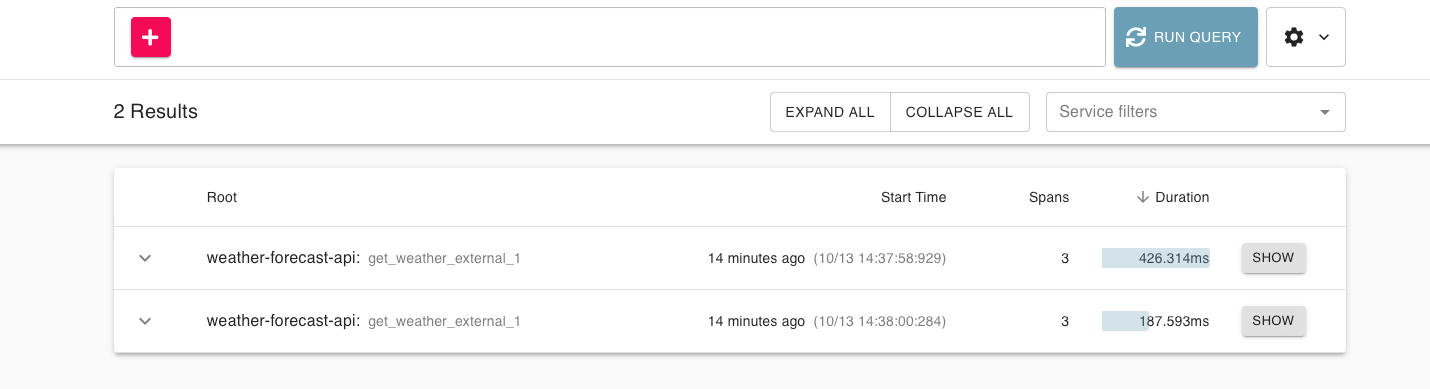 RUN QUERY
2 Results
EXPAND ALL COLLAPSE ALL Service filters
Root Start Time Spans Duration
weather-forecast-api: get_weather_external_1 14 minutes ago (10/13 14:37:58:929) 3 426.314ms SHOW
weather-forecast-api: get_weather_external_1 14 minutes ago (10/13 14:38:00:284) 3 187.593ms SHOW